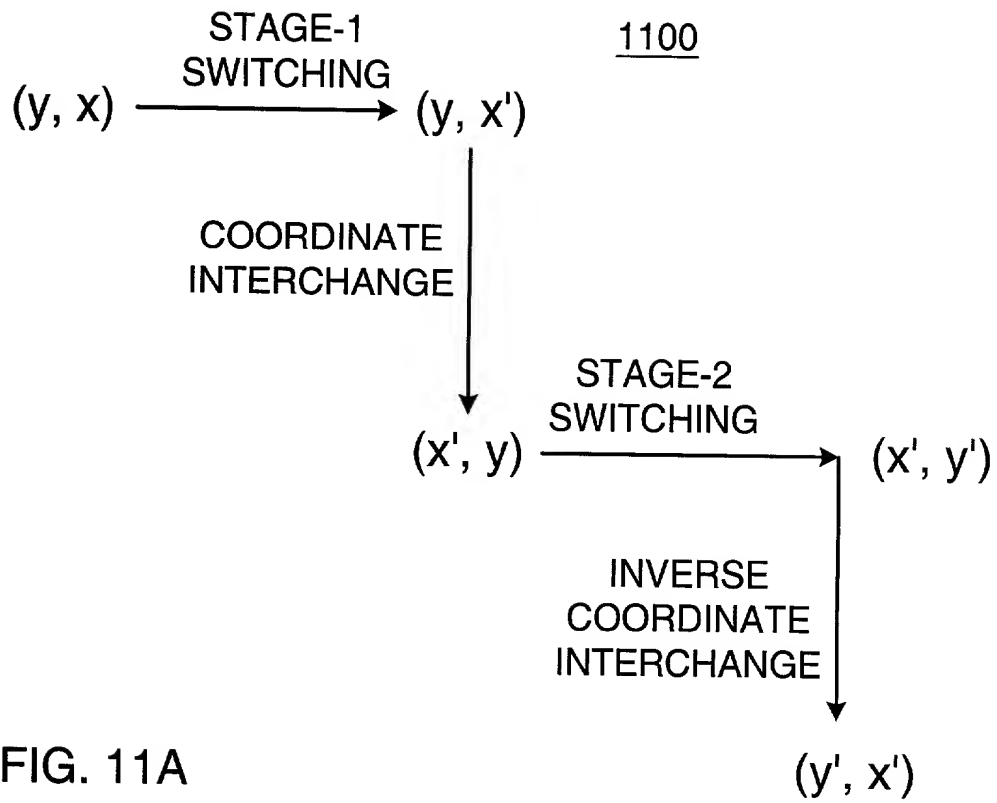 STAGE-1
SWITCHING
1100
(y, x)
(y, x')
COORDINATE
INTERCHANGE
STAGE-2
SWITCHING
(x', y)
(x', y')
INVERSE
COORDINATE
INTERCHANGE
FIG. 11A
(y', x')